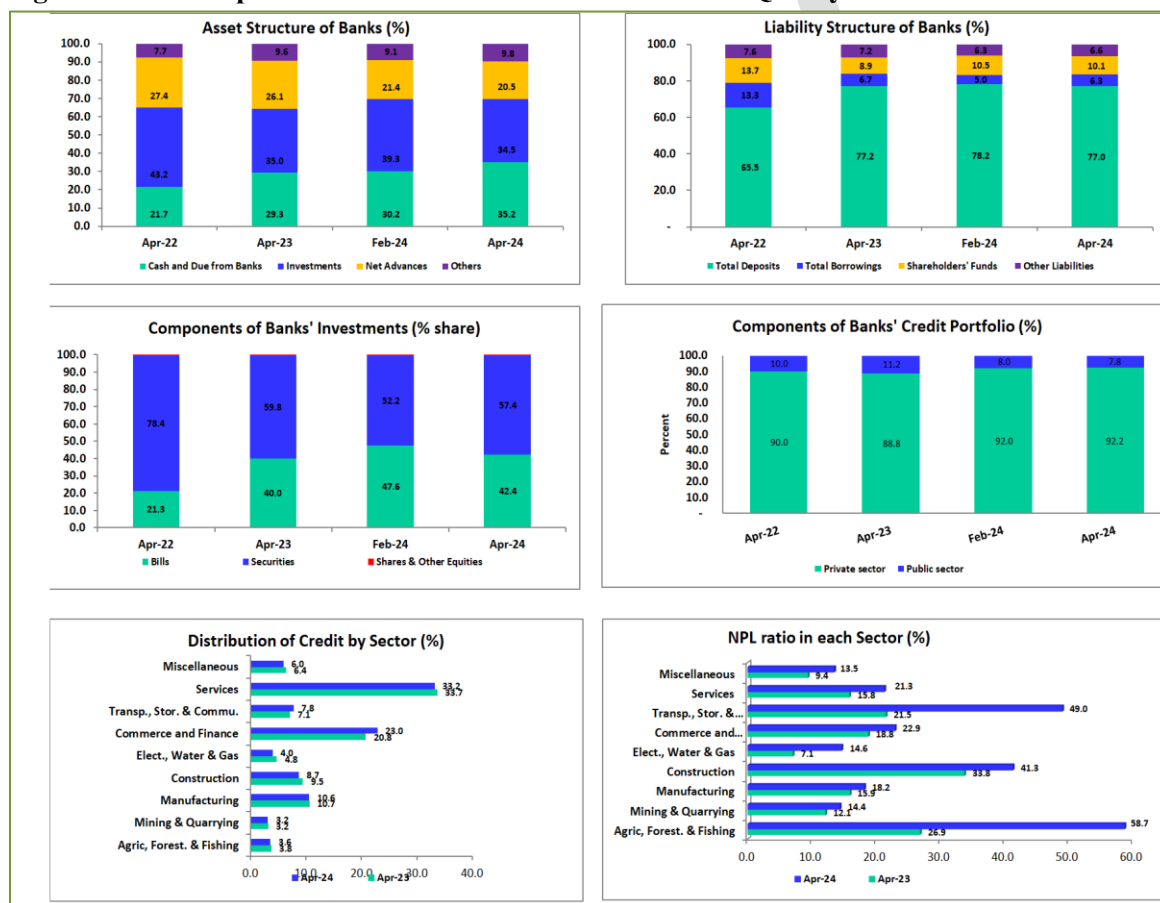 Asset Structure of Banks (%)
100.0
90.0
80.0
70.0
60.0
50.0
40.0
30.0
20.0
10.0
0.0
7.7 9.6 9.1 9.8
27.4 26.1 21.4 20.5
43.2 35.0 39.3 34.5
21.7 29.3 30.2 35.2
Apr-22 Apr-23 Feb-24 Apr-24
Cash and Due from Banks Investments Net Advances Others
Liability Structure of Banks (%)
100.0
80.0
60.0
40.0
20.0
-
7.6 7.2 6.3 6.6
13.7 8.9 10.5 10.1
13.3 6.7 5.0 6.3
65.5 77.2 78.2 77.0
Apr-22 Apr-23 Feb-24 Apr-24
Total Deposits Total Borrowings Shareholders' Funds Other Liabilities
Components of Banks' Investments (% share)
100.0
90.0
80.0
70.0
60.0
50.0
40.0
30.0
20.0
10.0
0.0
78.4 59.8 52.2 57.4
21.3 40.0 47.6 42.4
Apr-22 Apr-23 Feb-24 Apr-24
Bills Securities Shares & Other Equities
Components of Banks' Credit Portfolio (%)
Percent
100.0
90.0
80.0
70.0
60.0
50.0
40.0
30.0
20.0
10.0
-
10.0 11.2 8.0 7.8
90.0 88.8 92.0 92.2
Apr-22 Apr-23 Feb-24 Apr-24
Private sector Public sector
Distribution of Credit by Sector (%)
Miscellaneous 6.0
6.4
Services 33.2
33.7
Transp., Stor. & Commu. 7.8
7.1
Commerce and Finance 23.0
20.8
Elect., Water & Gas 4.0
4.8
Construction 8.7
9.5
Manufacturing 10.6
10.7
Mining & Quarrying 3.2
3.2
Agric, Forest. & Fishing 3.6
3.8
0.0 10.0 20.0 30.0 40.0
Apr-24 Apr-23
NPL ratio in each Sector (%)
Miscellaneous 13.5
9.4
Services 21.3
15.8
Transp., Stor. &... 49.0
21.5
Commerce and... 22.9
18.8
Elect., Water & Gas 14.6
7.1
Construction 41.3
33.8
Manufacturing 18.2
15.9
Mining & Quarrying 14.4
12.1
Agric, Forest. & Fishing 58.7
26.9
0.0 10.0 20.0 30.0 40.0 50.0 60.0
Apr-24 Apr-23